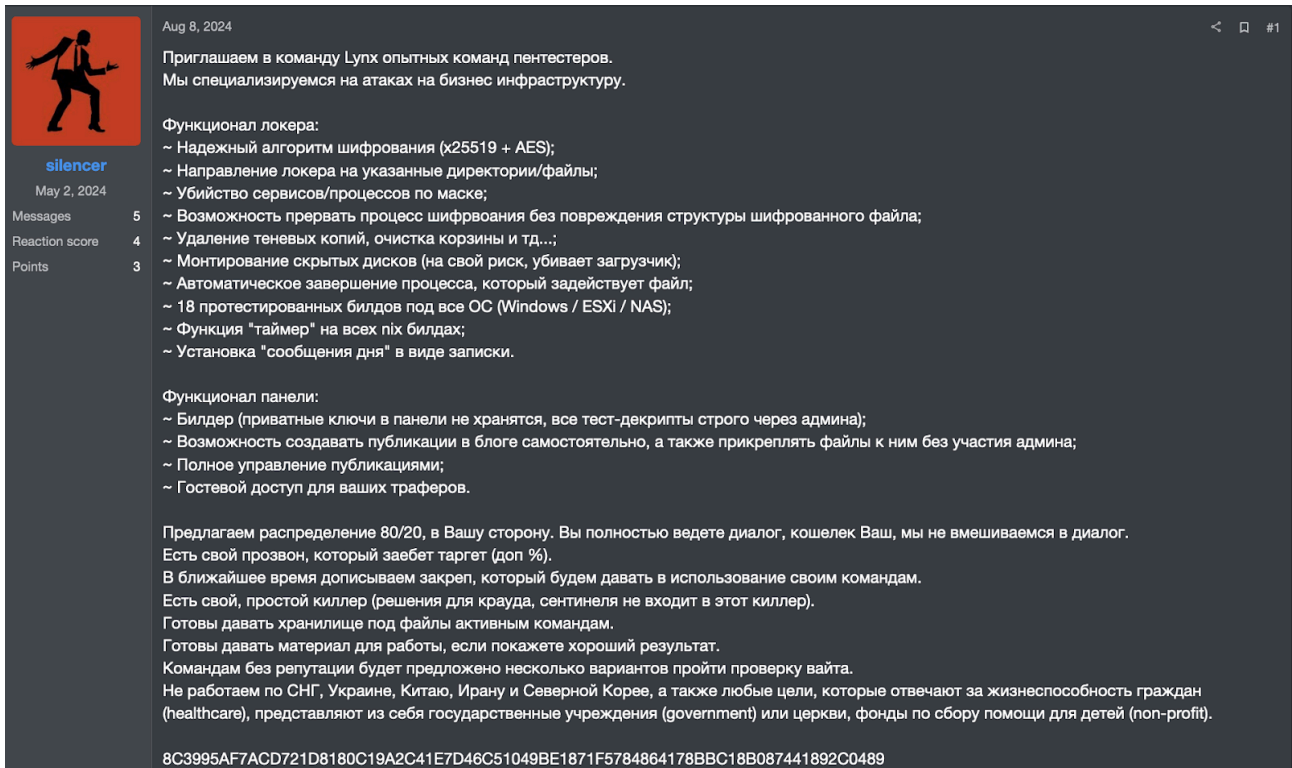 Aug 8, 2024
#1
silencer
May 2, 2024
Messages 5
Reaction score 4
Points 3
Приглашаем в команду Lynx опытных команд пентестеров.
Мы специализируемся на атаках на бизнес инфраструктуру.
Функционал локера:
~ Надежный алгоритм шифрования (x25519 + AES);
~ Направление локера на указанные директории/файлы;
~ Убийство сервисов/процессов по маске;
~ Возможность прервать процесс шифрвоания без повреждения структуры шифрованного файла;
~ Удаление теневых копий, очистка корзины и тд...;
~ Монтирование скрытых дисков (на свой риск, убивает загрузчик);
~ Автоматическое завершение процесса, который задействует файл;
~ 18 протестированных билдов под все ОС (Windows / ESXi / NAS);
~ Функция "таймер" на всех nix билдах;
~ Установка "сообщения дня" в виде записки.
Функционал панели:
~ Билдер (приватные ключи в панели не хранятся, все тест-декрипты строго через админа);
~ Возможность создавать публикации в блоге самостоятельно, а также прикреплять файлы к ним без участия админа;
~ Полное управление публикациями;
~ Гостевой доступ для ваших траферов.
Предлагаем распределение 80/20, в Вашу сторону. Вы полностью ведете диалог, кошелек Ваш, мы не вмешиваемся в диалог.
Есть свой прозвон, который заебет таргет (доп %).
В ближайшее время дописываем закреп, который будем давать в использование своим командам.
Есть свой, простой киллер (решения для крауда, сентинеля не входит в этот киллер).
Готовы давать хранилище под файлы активным командам.
Готовы давать материал для работы, если покажете хороший результат.
Командам без репутации будет предложено несколько вариантов пройти проверку вайта.
Не работаем по СНГ, Украине, Китаю, Ирану и Северной Корее, а также любые цели, которые отвечают за жизнеспособность граждан
(healthcare), представляют из себя государственные учреждения (government) или церкви, фонды по сбору помощи для детей (non-profit).
8C3995AF7ACD721D8180C19A2C41E7D46C51049BE1871F5784864178BBC18B087441892C0489